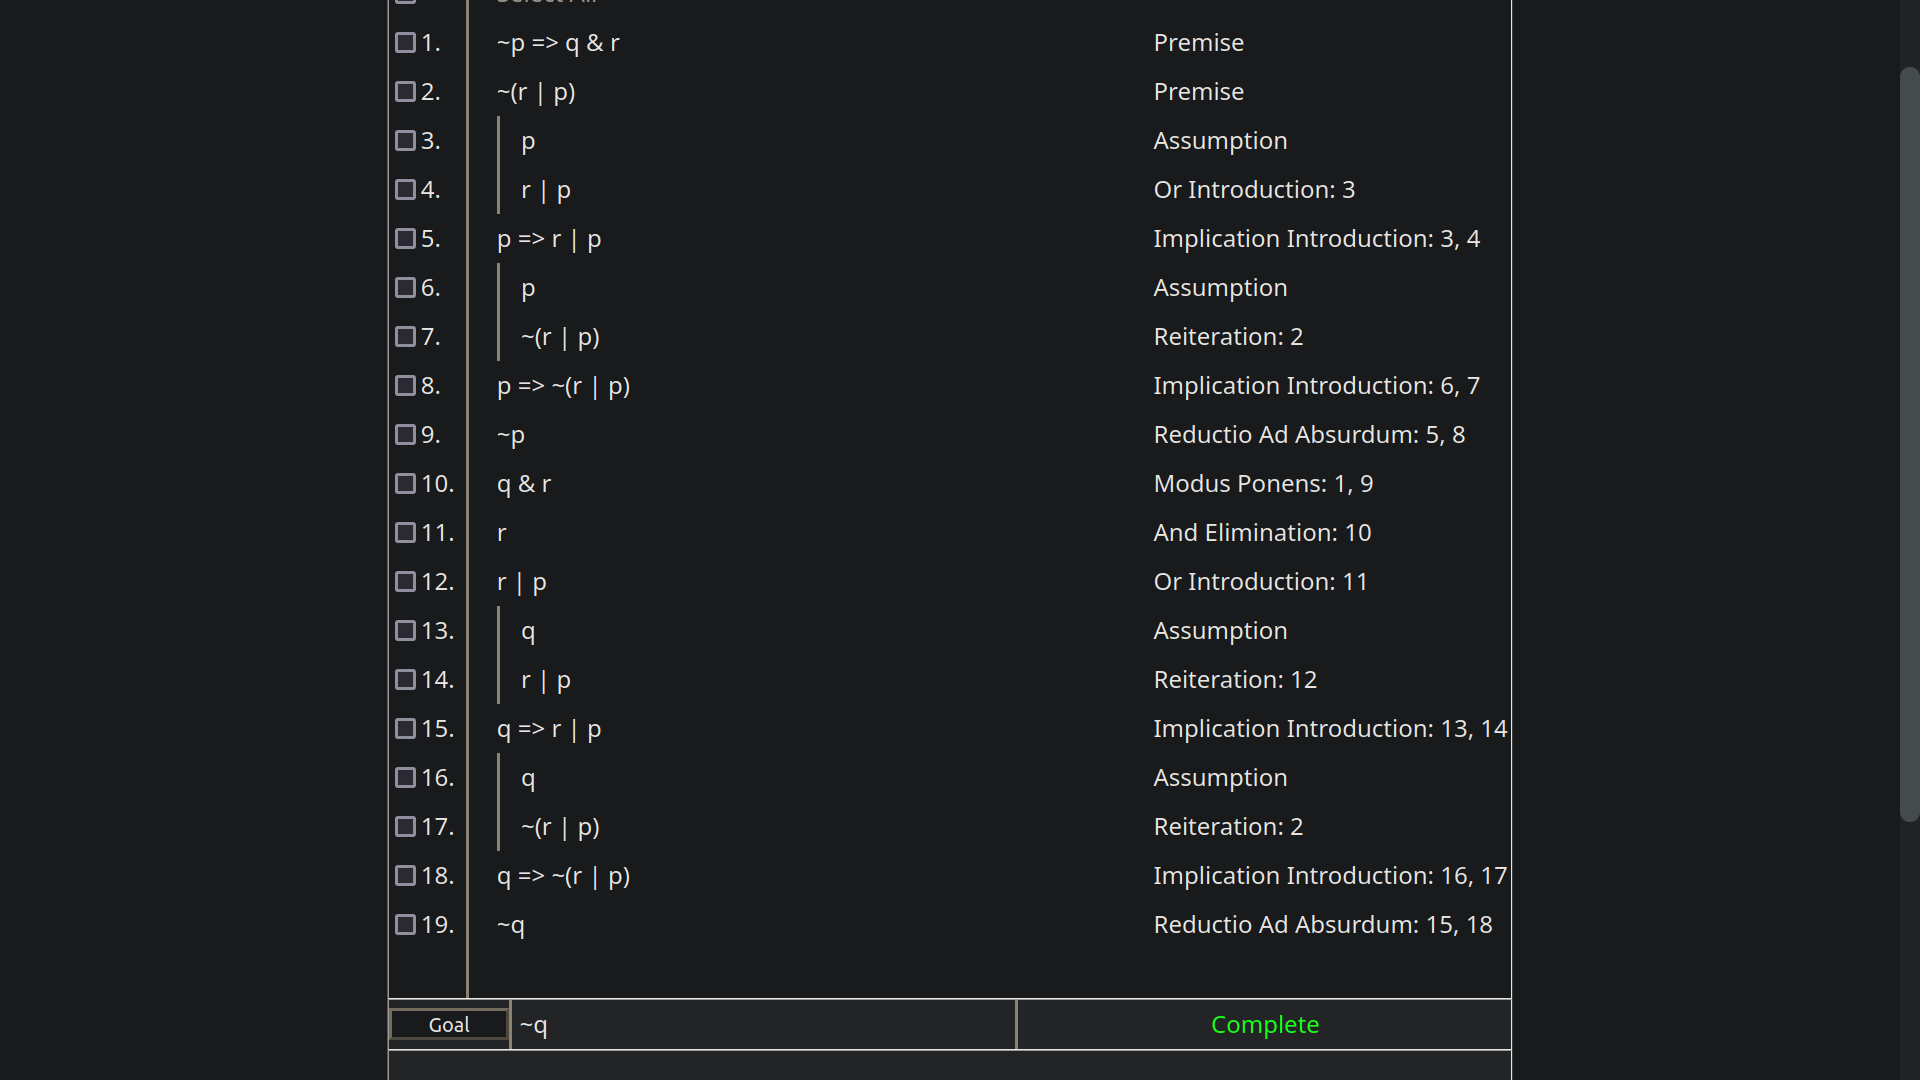 1. ~p => q & r Premise
2. ~(r | p) Premise
3. p Assumption
4. r | p Or Introduction: 3
5. p => r | p Implication Introduction: 3, 4
6. p Assumption
7. ~(r | p) Reiteration: 2
8. p => ~(r | p) Implication Introduction: 6, 7
9. ~p Reductio Ad Absurdum: 5, 8
10. q & r Modus Ponens: 1, 9
11. r And Elimination: 10
12. r | p Or Introduction: 11
13. q Assumption
14. r | p Reiteration: 12
15. q => r | p Implication Introduction: 13, 14
16. q Assumption
17. ~(r | p) Reiteration: 2
18. q => ~(r | p) Implication Introduction: 16, 17
19. ~q Reductio Ad Absurdum: 15, 18
Goal ~q Complete